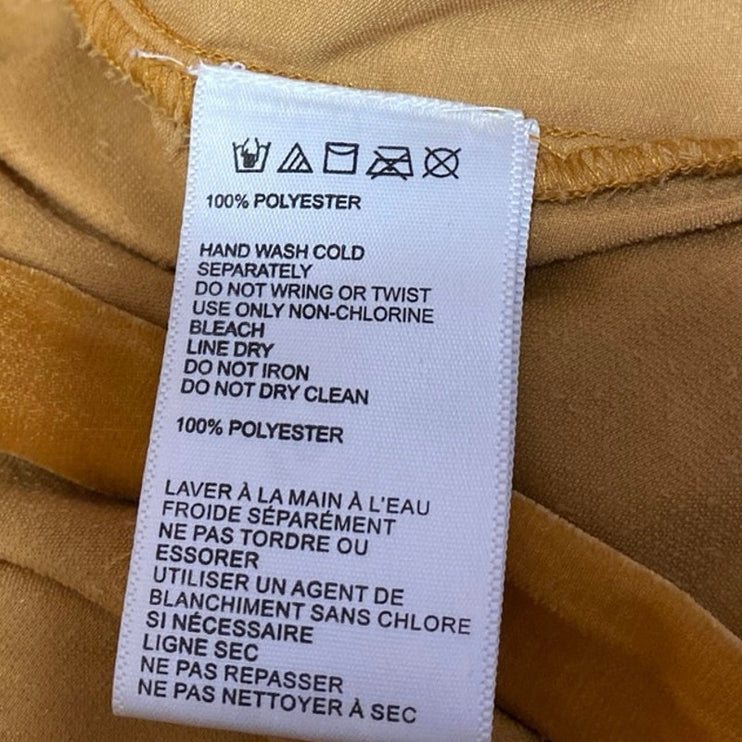 100% POLYESTER
HAND WASH COLD
SEPARATELY
DO NOT WRING OR TWIST
USE ONLY NON-CHLORINE
BLEACH
LINE DRY
DO NOT IRON
DO NOT DRY CLEAN
100% POLYESTER
LAVER À LA MAIN À L'EAU
FROIDE SÉPARÉMENT
NE PAS TORDRE OU
ESSORER
UTILISER UN AGENT DE
BLANCHIMENT SANS CHLORE
SI NÉCESSAIRE
LIGNE SEC
NE PAS REPASSER
NE PAS NETTOYER À SEC